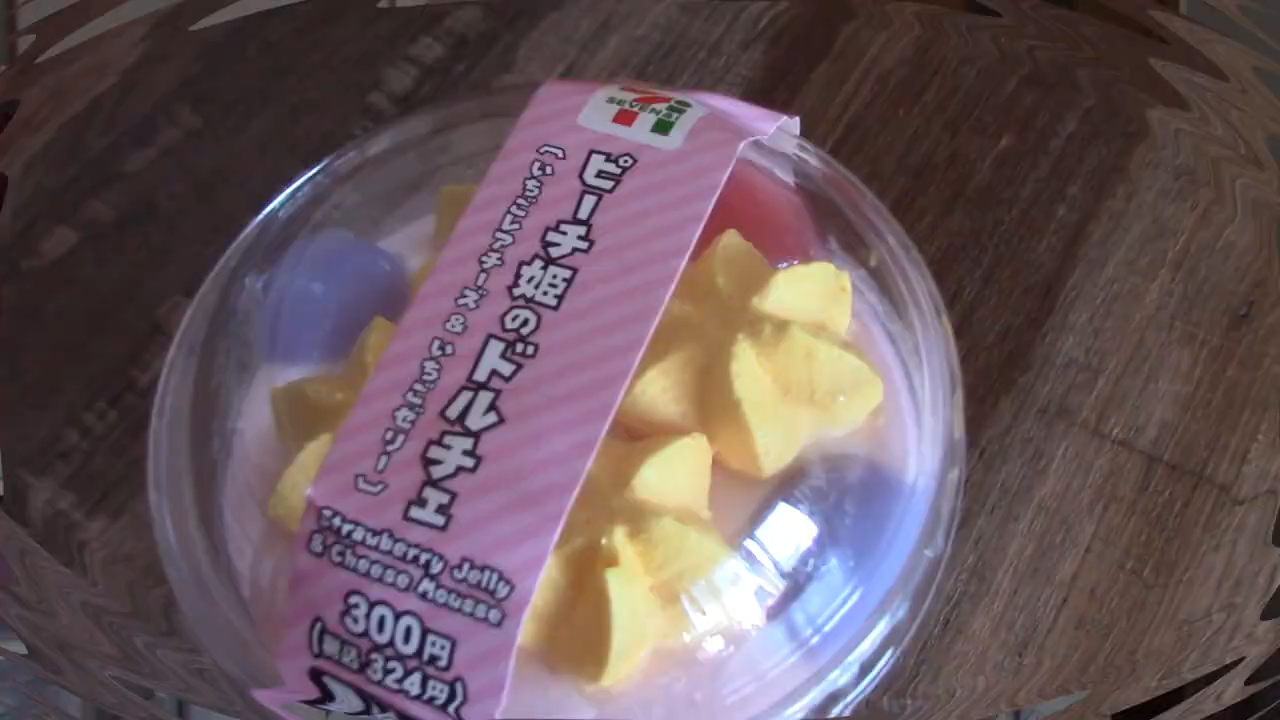 SEVEN & i
ピーチ姫のドルチェ
(いちごレアチーズ&いちごゼリー)
Strawberry Jelly
& Cheese Mousse
300円
(税込324円)